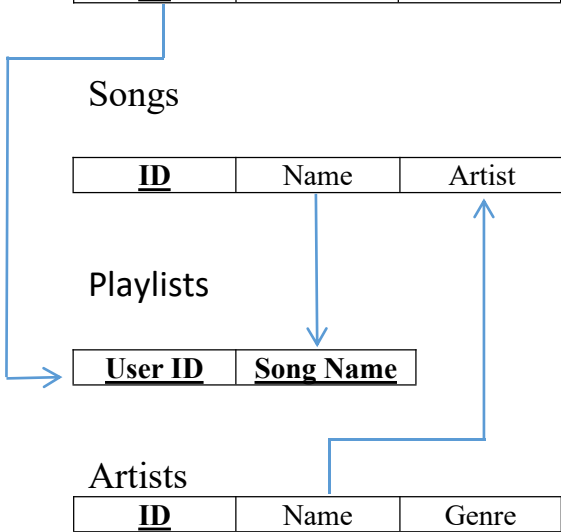 Songs
ID Name Artist
Playlists
User ID Song Name
Artists
ID Name Genre